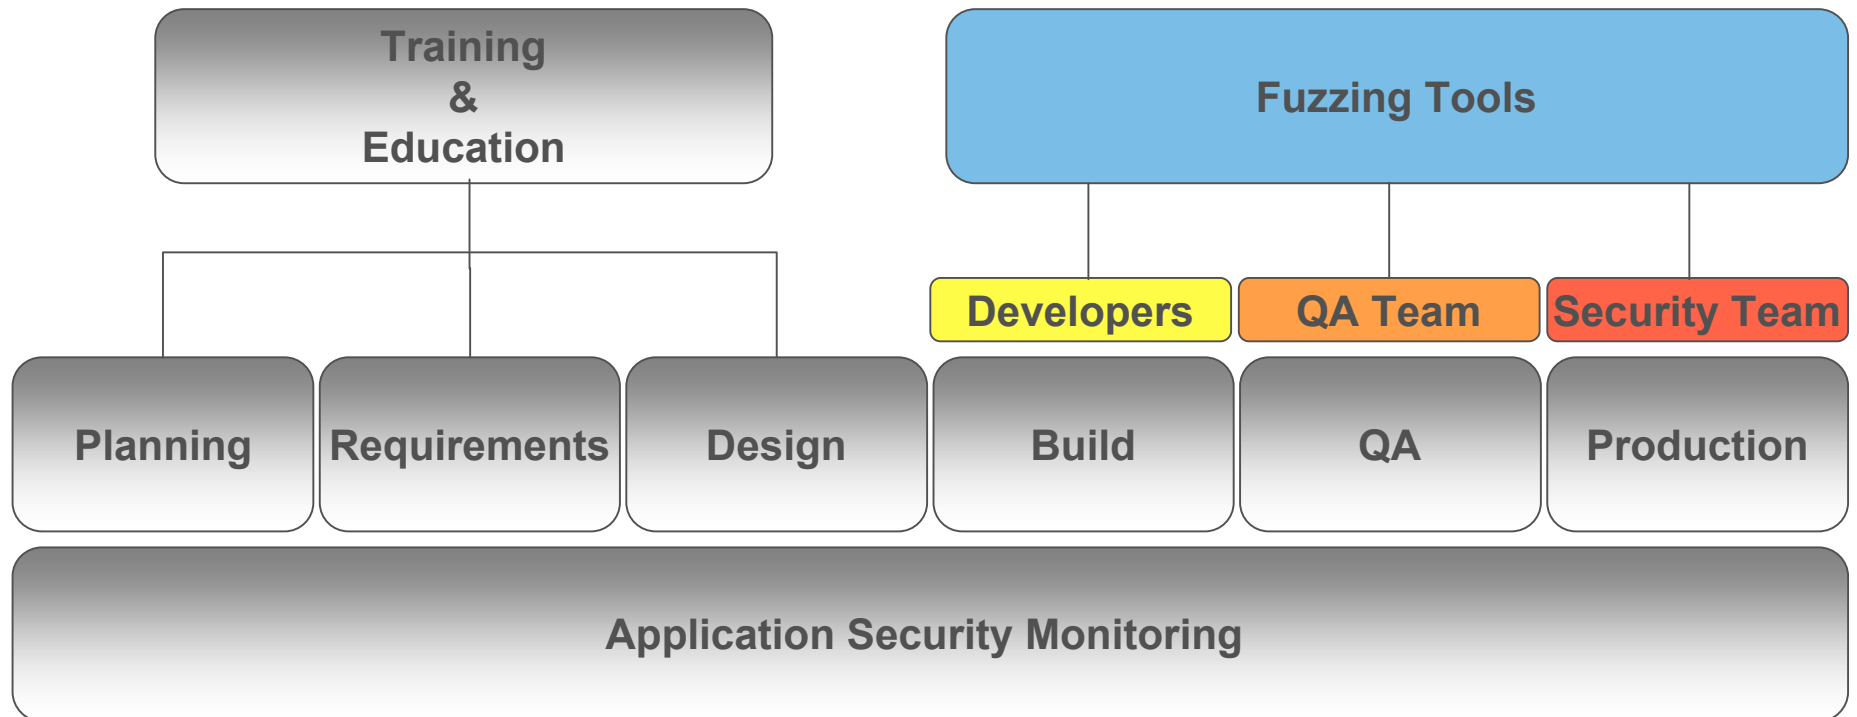 Training
&
Education
Fuzzing Tools
Developers
QA Team
Security Team
Planning
Requirements
Design
Build
QA
Production
Application Security Monitoring